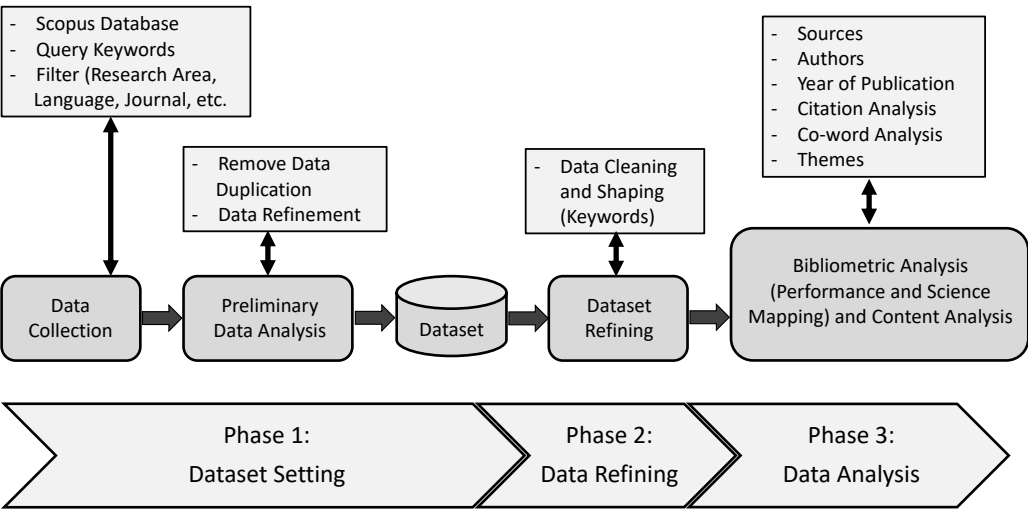 - Scopus Database
- Query Keywords
- Filter (Research Area,
Language, Journal, etc.
- Remove Data
Duplication
- Data Refinement
- Data Cleaning
and Shaping
(Keywords)
- Sources
- Authors
- Year of Publication
- Citation Analysis
- Co-word Analysis
- Themes
Data
Collection
Preliminary
Data Analysis
Dataset
Dataset
Refining
Bibliometric Analysis
(Performance and Science
Mapping) and Content Analysis
Phase 1:
Dataset Setting
Phase 2:
Data Refining
Phase 3:
Data Analysis